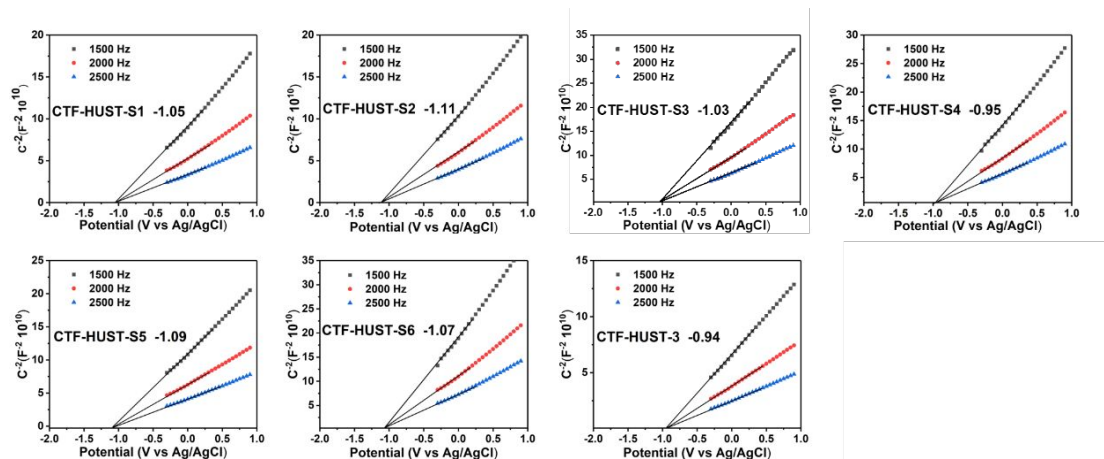 C⁻²(F⁻² 10¹⁰)
20
15
10
5
0
1500 Hz
2000 Hz
2500 Hz
CTF-HUST-S1 -1.05
-2.0 -1.5 -1.0 -0.5 0.0 0.5 1.0
Potential (V vs Ag/AgCl)
C⁻²(F⁻² 10¹⁰)
20
15
10
5
0
1500 Hz
2000 Hz
2500 Hz
CTF-HUST-S2 -1.11
-2.0 -1.5 -1.0 -0.5 0.0 0.5 1.0
Potential (V vs Ag/AgCl)
C⁻²(F⁻² 10¹⁰)
35
30
25
20
15
10
5
1500 Hz
2000 Hz
2500 Hz
CTF-HUST-S3 -1.03
-2.0 -1.5 -1.0 -0.5 0.0 0.5 1.0
Potential (V vs Ag/AgCl)
C⁻²(F⁻² 10¹⁰)
30
25
20
15
10
5
1500 Hz
2000 Hz
2500 Hz
CTF-HUST-S4 -0.95
-2.0 -1.5 -1.0 -0.5 0.0 0.5 1.0
Potential (V vs Ag/AgCl)
C⁻²(F⁻² 10¹⁰)
25
20
15
10
5
0
1500 Hz
2000 Hz
2500 Hz
CTF-HUST-S5 -1.09
-2.0 -1.5 -1.0 -0.5 0.0 0.5 1.0
Potential (V vs Ag/AgCl)
C⁻²(F⁻² 10¹⁰)
35
30
25
20
15
10
5
1500 Hz
2000 Hz
2500 Hz
CTF-HUST-S6 -1.07
-2.0 -1.5 -1.0 -0.5 0.0 0.5 1.0
Potential (V vs Ag/AgCl)
C⁻²(F⁻² 10¹⁰)
15
10
5
1500 Hz
2000 Hz
2500 Hz
CTF-HUST-3 -0.94
-2.0 -1.5 -1.0 -0.5 0.0 0.5 1.0
Potential (V vs Ag/AgCl)